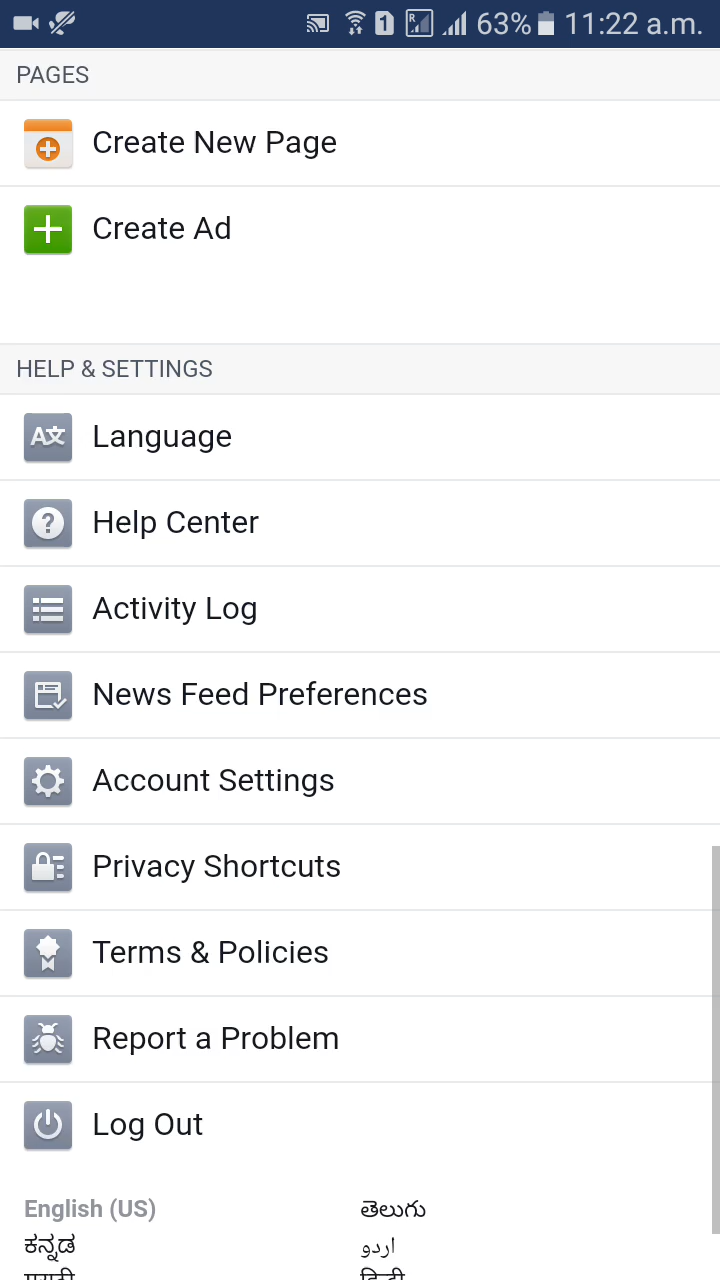 63% 11:22 a.m.
PAGES
Create New Page
Create Ad
HELP & SETTINGS
Language
Help Center
Activity Log
News Feed Preferences
Account Settings
Privacy Shortcuts
Terms & Policies
Report a Problem
Log Out
English (US) తెలుగు
ಕನ್ನಡ اردو
मराठी हिन्दी